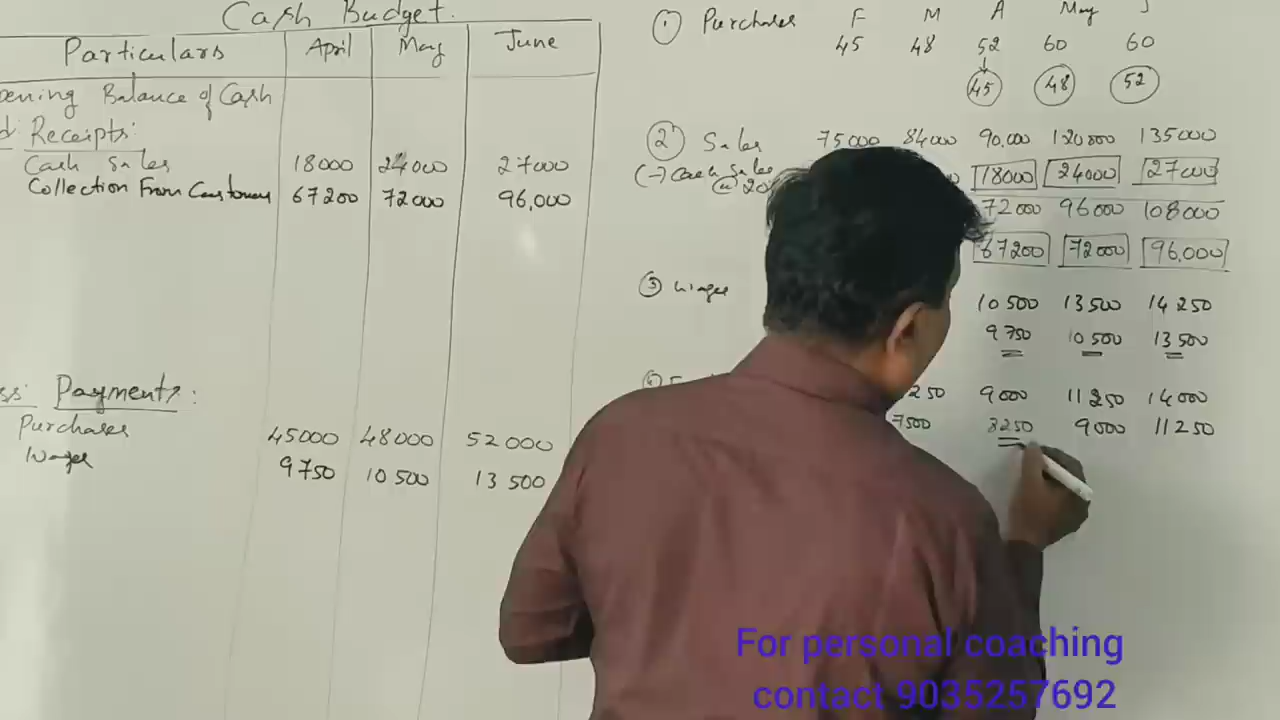 Cash Budget.
Particulars April May June
pening Balance of Cash
d Receipts:
Cash Sales 18000 24000 27000
Collection From Customers 67200 72000 96,000
ss: Payments:
Purchases 45000 48000 52000
Wages 9750 10500 13500
① Purchases F M A May J
45 48 52 60 60
45 48 52
② Sales 75000 84000 90,000 120000 135000
(-) Cash Sales 18000 24000 27000
@ 20
72000 96000 108000
67200 72000 96,000
③ Wages 10500 13500 14250
9750 10500 13500
250 9000 11250 14000
7500 8250 9000 11250
For personal coaching
contact 9035257692